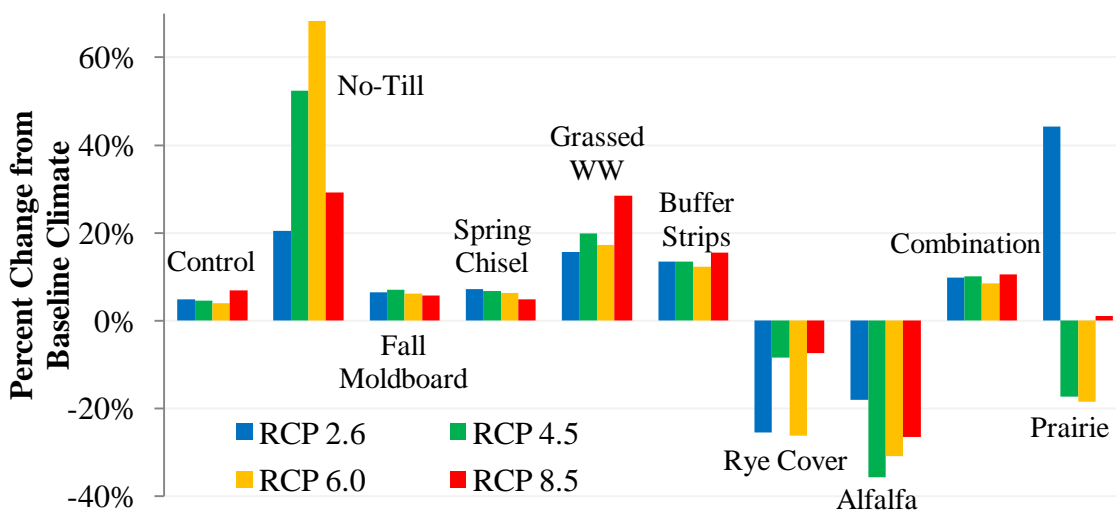 Percent Change from
Baseline Climate
60%
40%
20%
0%
-20%
-40%
Control
No-Till
Fall
Moldboard
Spring
Chisel
Grassed
WW
Buffer
Strips
Rye Cover
Alfalfa
Combination
Prairie
RCP 2.6
RCP 4.5
RCP 6.0
RCP 8.5